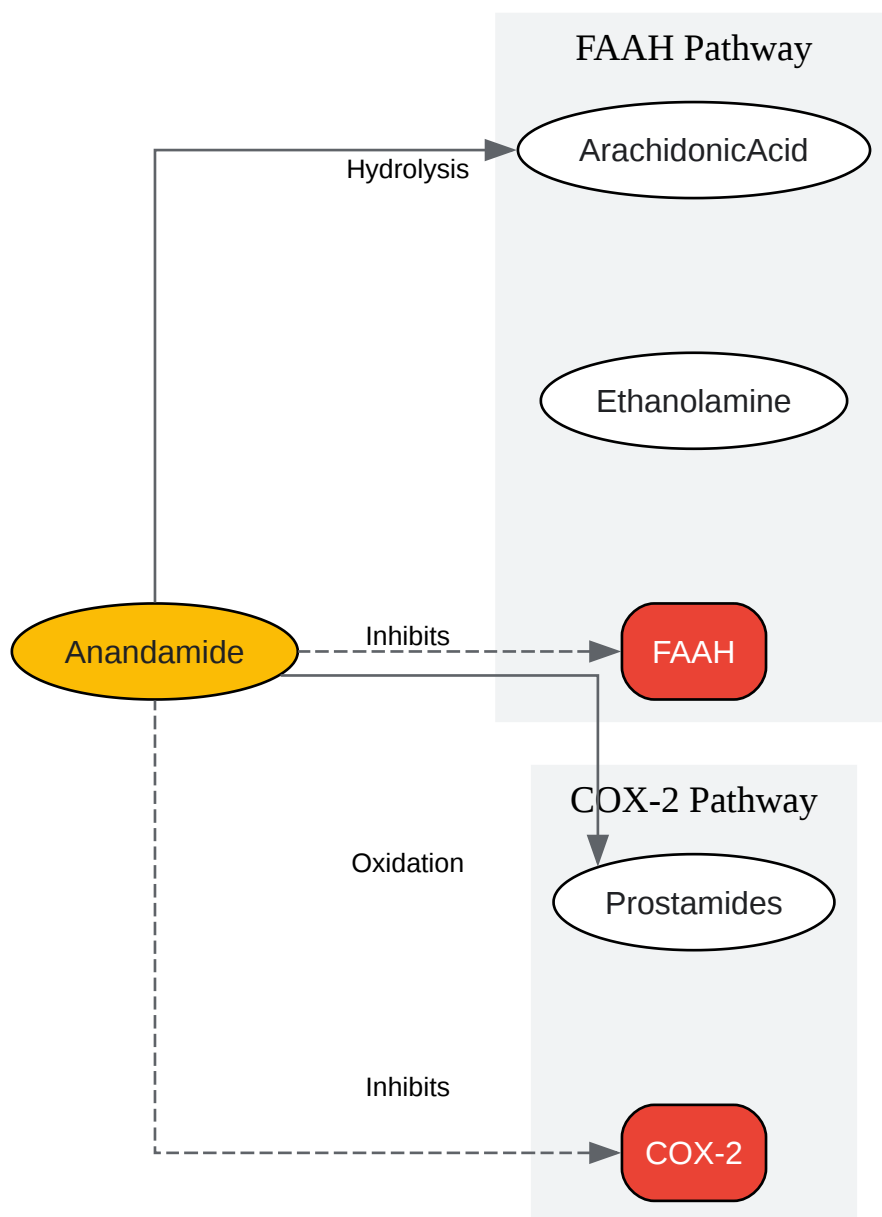 FAAH Pathway
ArachidonicAcid
Hydrolysis
Ethanolamine
Inhibits
FAAH
Anandamide
COX-2 Pathway
Oxidation
Prostamides
Inhibits
COX-2